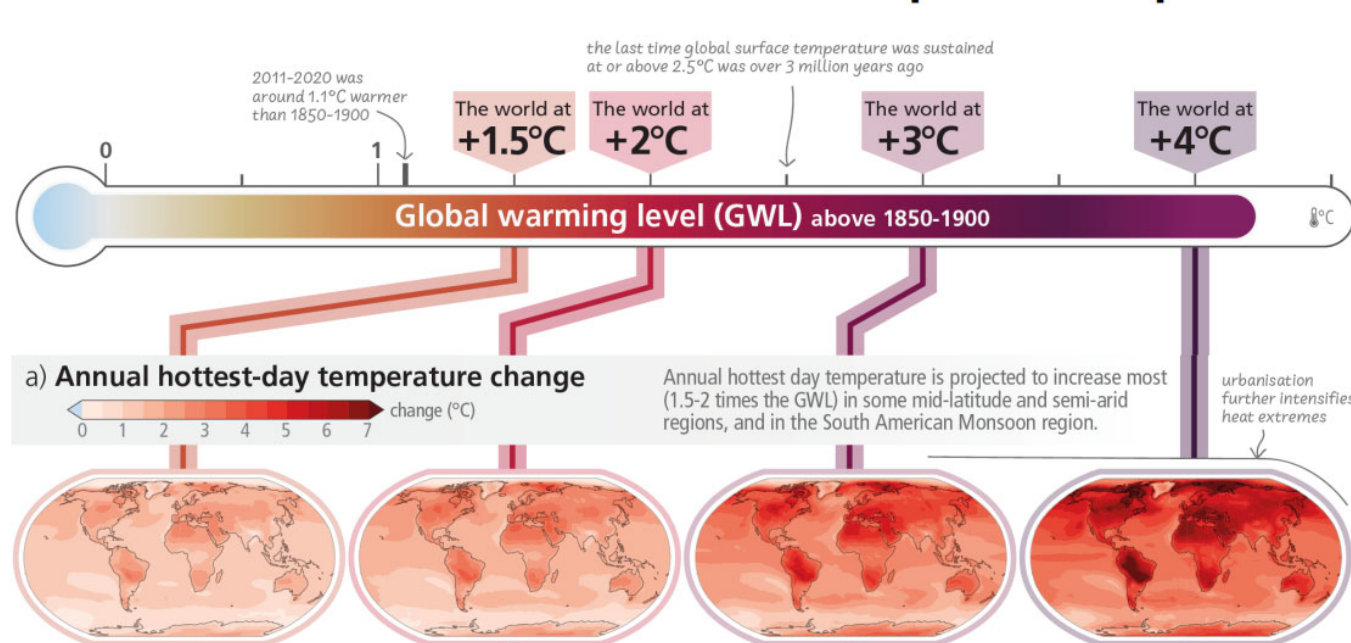 the last time global surface temperature was sustained
at or above 2.5°C was over 3 million years ago
2011-2020 was
around 1.1°C warmer
than 1850-1900
The world at
+1.5°C
The world at
+2°C
The world at
+3°C
The world at
+4°C
0
1
Global warming level (GWL) above 1850-1900
°C
a) Annual hottest-day temperature change
change (°C)
0 1 2 3 4 5 6 7
Annual hottest day temperature is projected to increase most
(1.5-2 times the GWL) in some mid-latitude and semi-arid
regions, and in the South American Monsoon region.
urbanisation
further intensifies
heat extremes